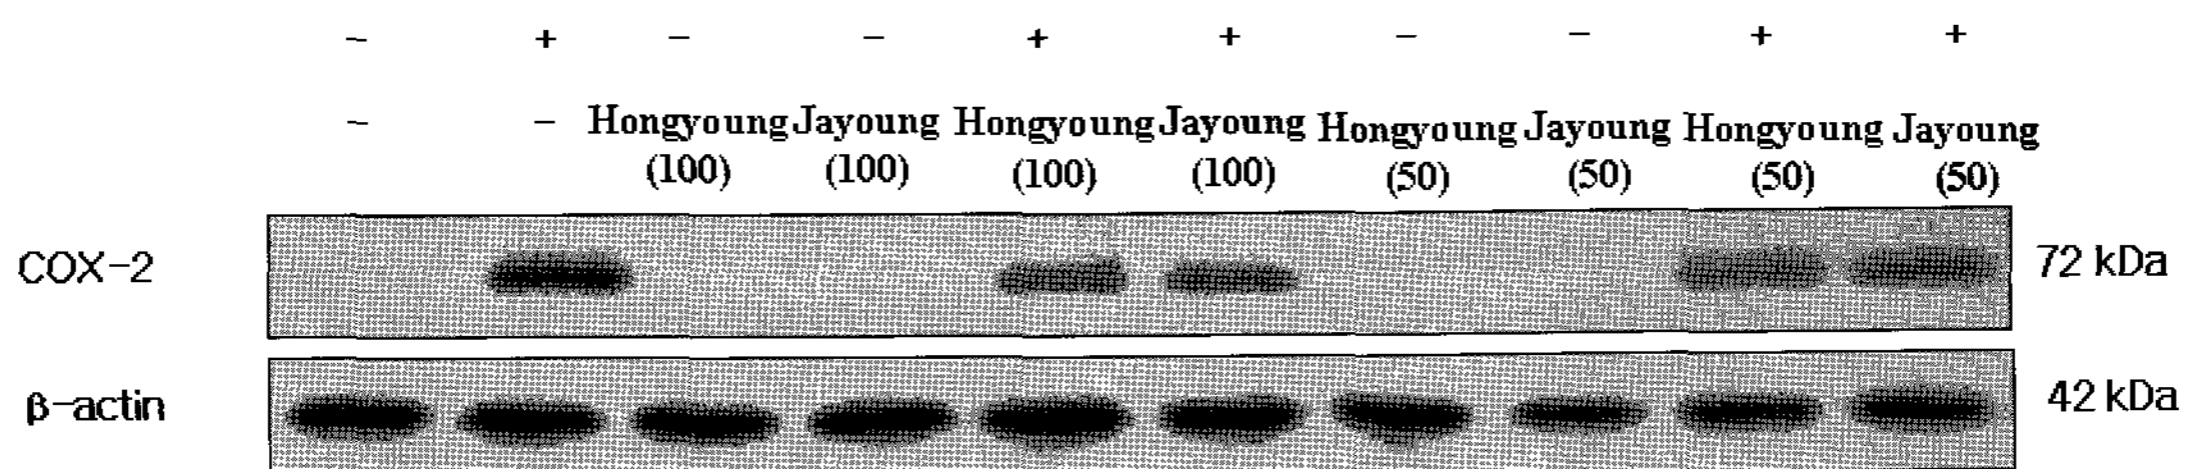 - + - - + + - - + +
- - Hongyoung Jayoung Hongyoung Jayoung Hongyoung Jayoung Hongyoung Jayoung
(100) (100) (100) (100) (50) (50) (50) (50)
COX-2 72 kDa
β-actin 42 kDa